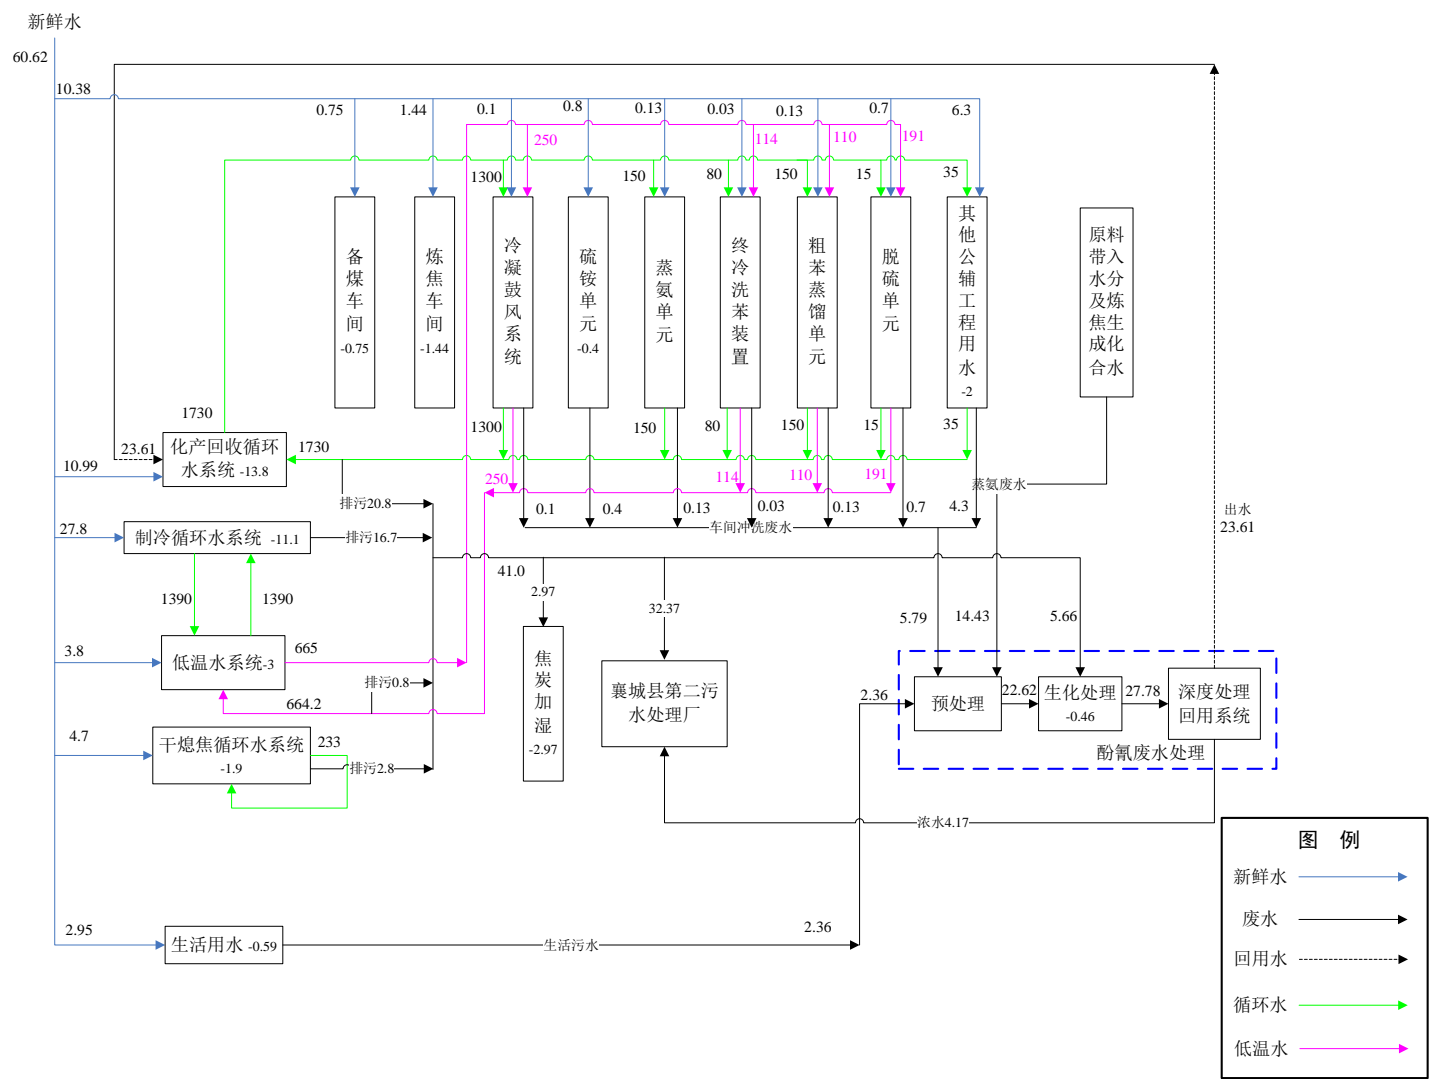 新鲜水
60.62
10.38
0.75
1.44
0.1
0.8
0.13
0.03
0.13
0.7
6.3
250
114
110
191
1300
150
80
150
15
35
备煤车间
-0.75
炼焦车间
-1.44
冷凝鼓风系统
硫铵单元
-0.4
蒸氨单元
终冷洗苯装置
粗苯蒸馏单元
脱硫单元
其他公辅工程用水
-2
原料
带入
水分
及炼
焦生
成化
合水
1730
1300
150
80
150
15
35
23.61
化产回收循环
水系统 -13.8
1730
10.99
250
114
110
191
蒸氨废水
排污20.8
0.1
0.4
0.13
0.03
0.13
0.7
4.3
车间冲洗废水
出水
23.61
27.8
制冷循环水系统 -11.1
排污16.7
41.0
2.97
32.37
1390
1390
5.79
14.43
5.66
3.8
低温水系统-3
665
焦炭加湿
-2.97
襄城县第二污
水处理厂
排污0.8
664.2
2.36
预处理
22.62
生化处理
-0.46
27.78
深度处理
回用系统
酚氰废水处理
4.7
干熄焦循环水系统
-1.9
233
排污2.8
浓水4.17
2.95
生活用水 -0.59
生活污水
2.36
图 例
新鲜水
废水
回用水
循环水
低温水